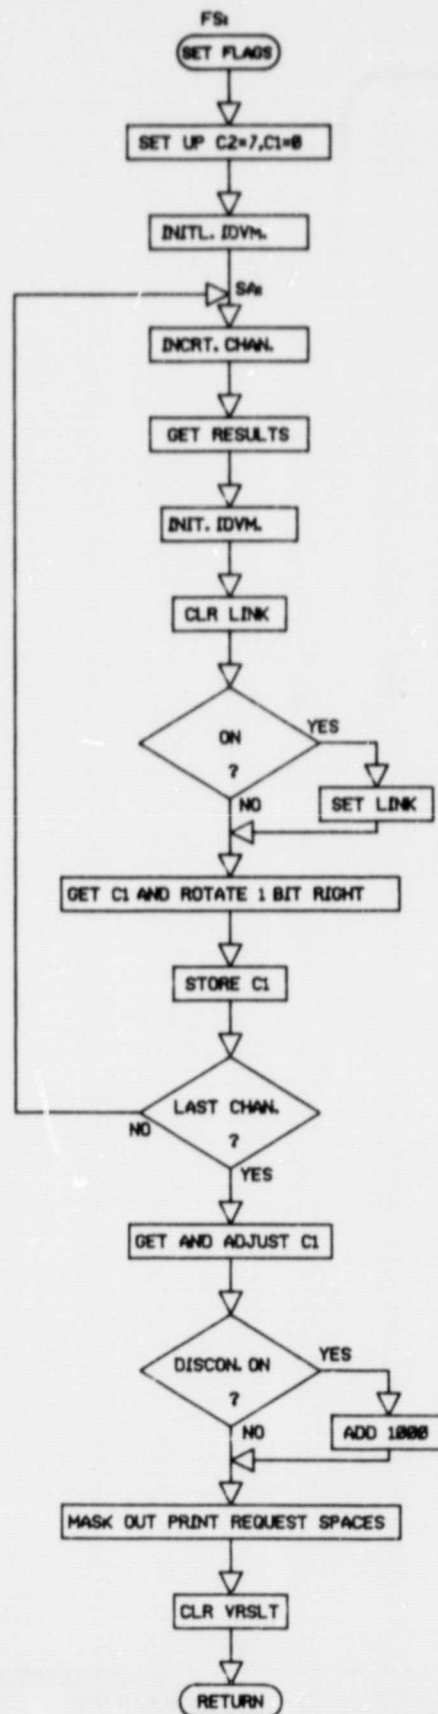 FS:
SET FLAGS
SET UP C2=7,C1=0
INITL. IDVM.
SA:
INCRT. CHAN.
GET RESULTS
INIT. IDVM.
CLR LINK
YES
ON
?
NO
SET LINK
GET C1 AND ROTATE 1 BIT RIGHT
STORE C1
LAST CHAN.
?
NO
YES
GET AND ADJUST C1
YES
DISCON. ON
?
NO
ADD 1000
MASK OUT PRINT REQUEST SPACES
CLR VRSLT
RETURN